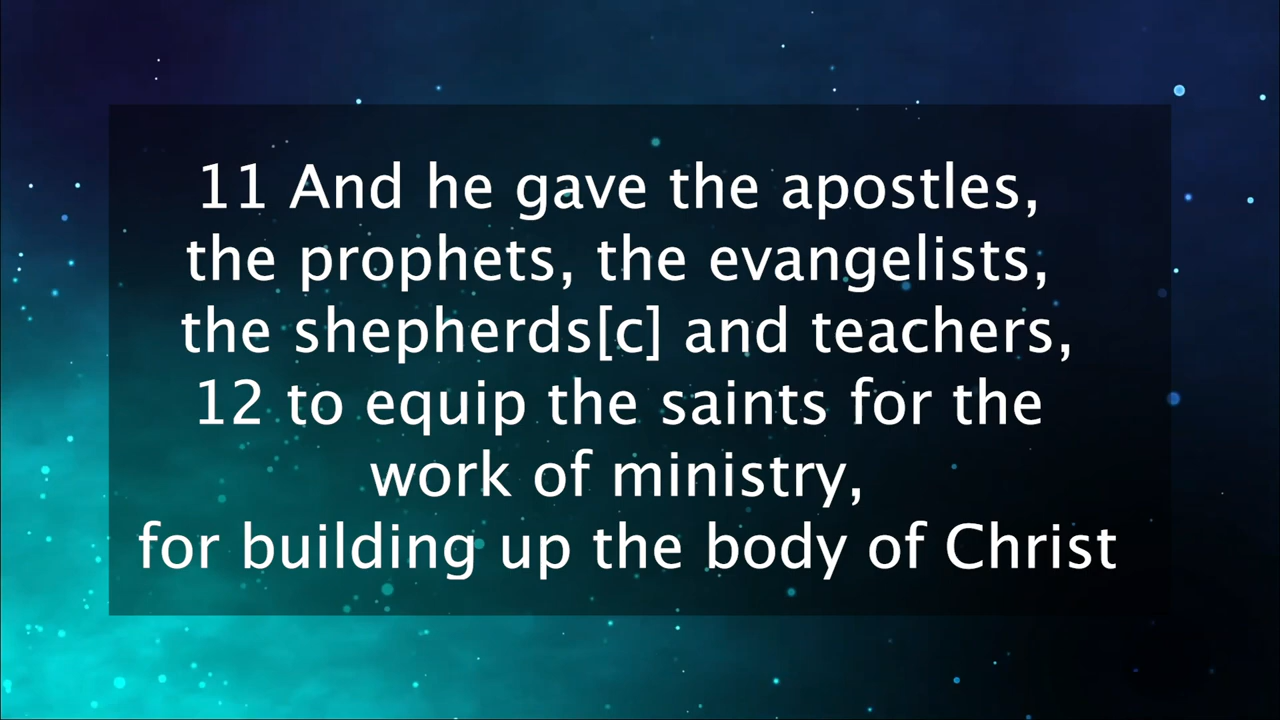 11 And he gave the apostles,
the prophets, the evangelists,
the shepherds[c] and teachers,
12 to equip the saints for the
work of ministry,
for building up the body of Christ